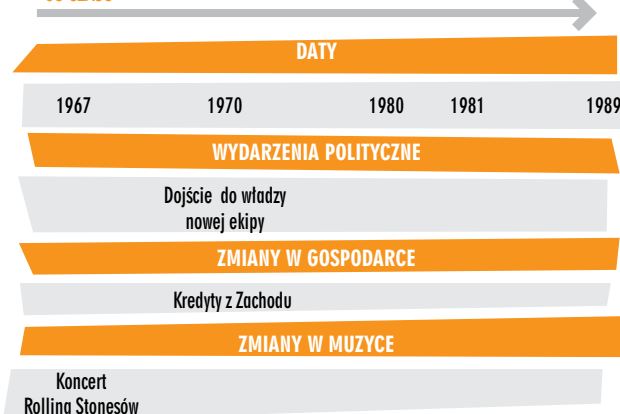 DATY
1967 1970 1980 1981 1989
WYDARZENIA POLITYCZNE
Dojście do władzy
nowej ekipy
ZMIANY W GOSPODARCE
Kredyty z Zachodu
ZMIANY W MUZYCE
Koncert
Rolling Stonesów